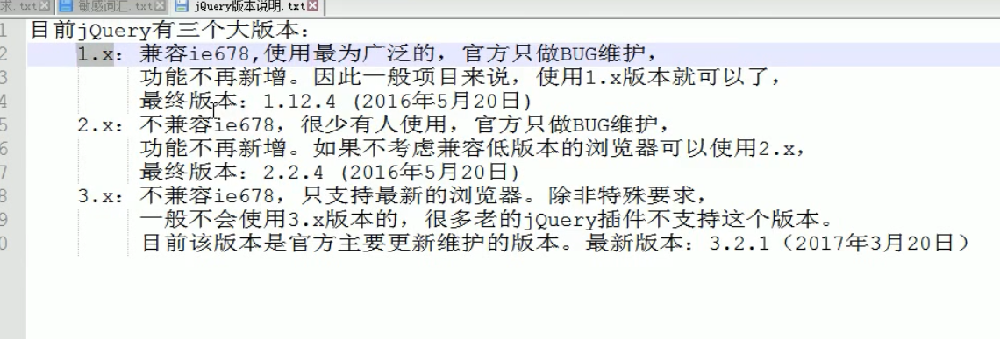 求.txt
敏感词汇.txt
jQuery版本说明.txt
1 目前jQuery有三个大版本:
2 1.x: 兼容ie678,使用最为广泛的, 官方只做BUG维护,
3 功能不再新增。因此一般项目来说, 使用1.x版本就可以了,
4 最终版本: 1.12.4 (2016年5月20日)
5 2.x: 不兼容ie678, 很少有人使用, 官方只做BUG维护,
6 功能不再新增。如果不考虑兼容低版本的浏览器可以使用2.x,
7 最终版本: 2.2.4 (2016年5月20日)
8 3.x: 不兼容ie678, 只支持最新的浏览器。除非特殊要求,
9 一般不会使用3.x版本的, 很多老的jQuery插件不支持这个版本。
0 目前该版本是官方主要更新维护的版本。最新版本: 3.2.1（2017年3月20日）